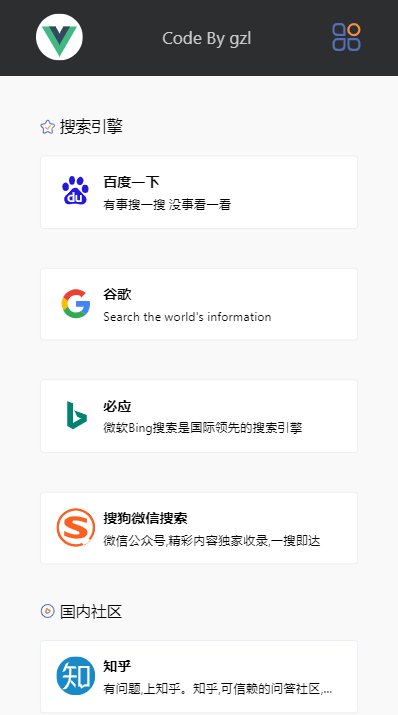 Code By gzl
搜索引擎
du
百度一下
有事搜一搜 没事看一看
谷歌
Search the world's information
必应
微软Bing搜索是国际领先的搜索引擎
搜狗微信搜索
微信公众号,精彩内容独家收录,一搜即达
国内社区
知
知乎
有问题,上知乎。知乎,可信赖的问答社区,...